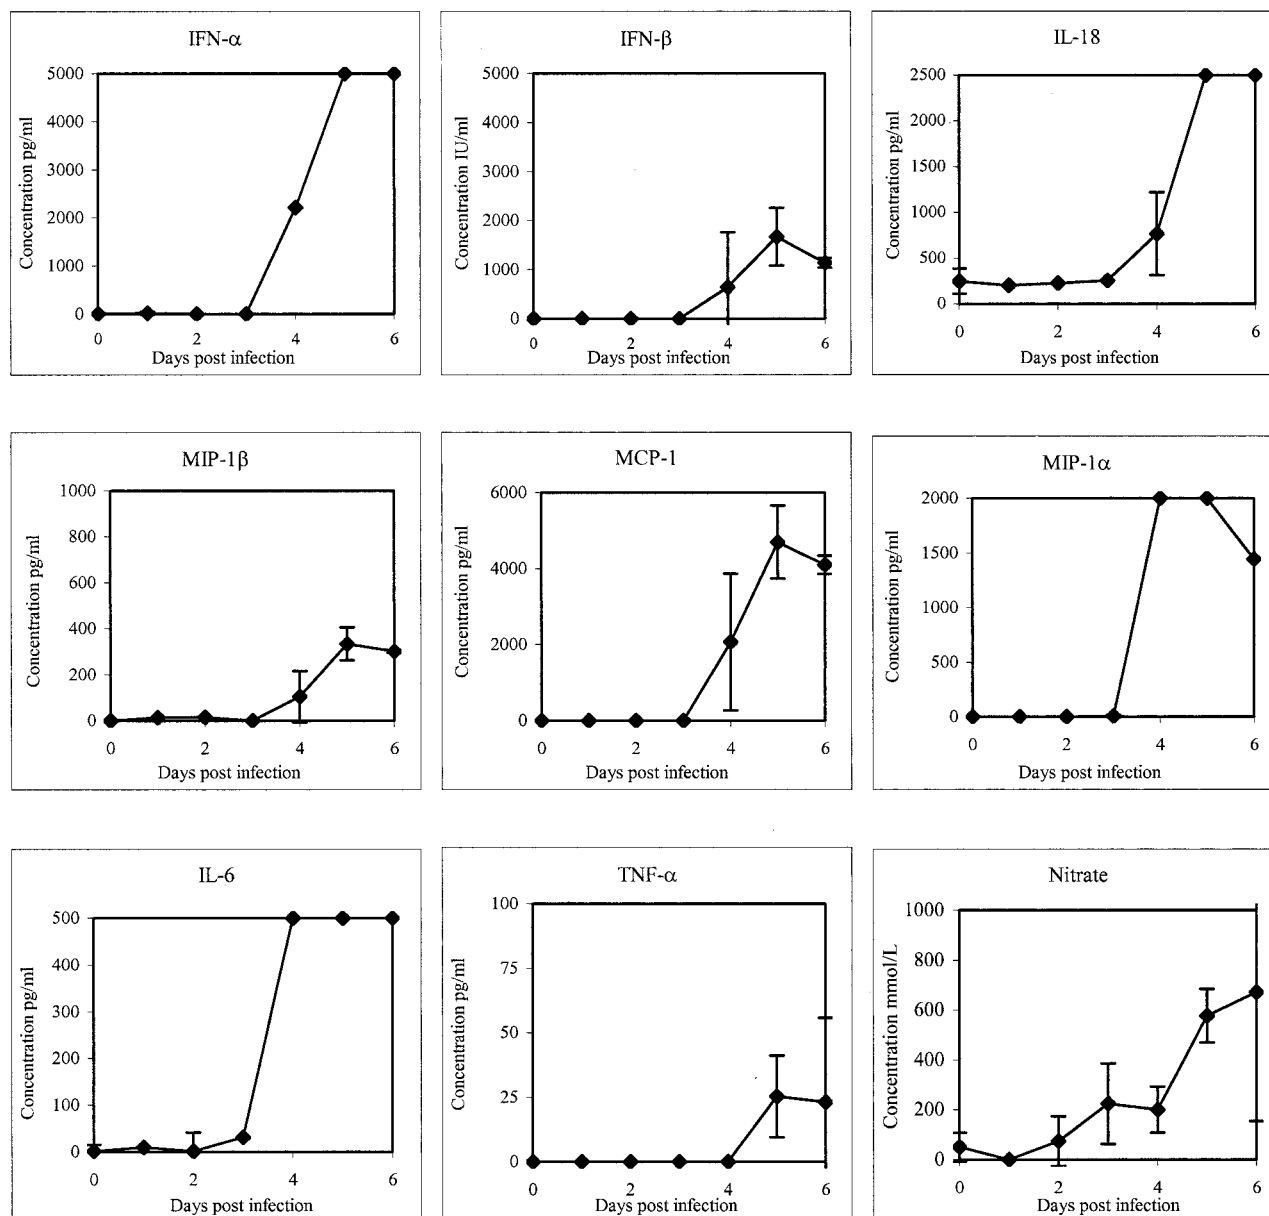 IFN-α
5000
4000
3000
2000
1000
0
Concentration pg/ml
0 2 4 6
Days post infection
IFN-β
5000
4000
3000
2000
1000
0
Concentration IU/ml
0 2 4 6
Days post infection
IL-18
2500
2000
1500
1000
500
0
Concentration pg/ml
0 2 4 6
Days post infection
MIP-1β
1000
800
600
400
200
0
Concentration pg/ml
0 2 4 6
Days post infection
MCP-1
6000
4000
2000
0
Concentration pg/ml
0 2 4 6
Days post infection
MIP-1α
2000
1500
1000
500
0
Concentration pg/ml
0 2 4 6
Days post infection
IL-6
500
400
300
200
100
0
Concentration pg/ml
0 2 4 6
Days post infection
TNF-α
100
75
50
25
0
Concentration pg/ml
0 2 4 6
Days post infection
Nitrate
1000
800
600
400
200
0
Concentration mmol/L
0 2 4 6
Days post infection